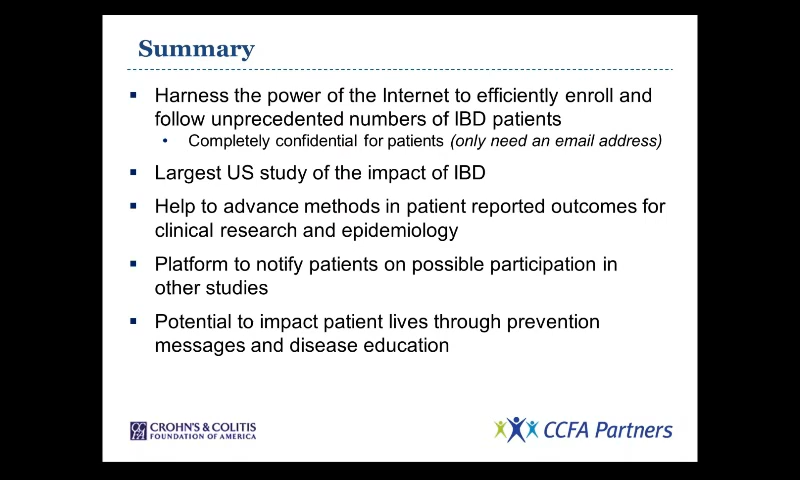 Summary
Harness the power of the Internet to efficiently enroll and
follow unprecedented numbers of IBD patients
Completely confidential for patients (only need an email address)
Largest US study of the impact of IBD
Help to advance methods in patient reported outcomes for
clinical research and epidemiology
Platform to notify patients on possible participation in
other studies
Potential to impact patient lives through prevention
messages and disease education
CROHN'S & COLITIS
FOUNDATION OF AMERICA
CCFA Partners